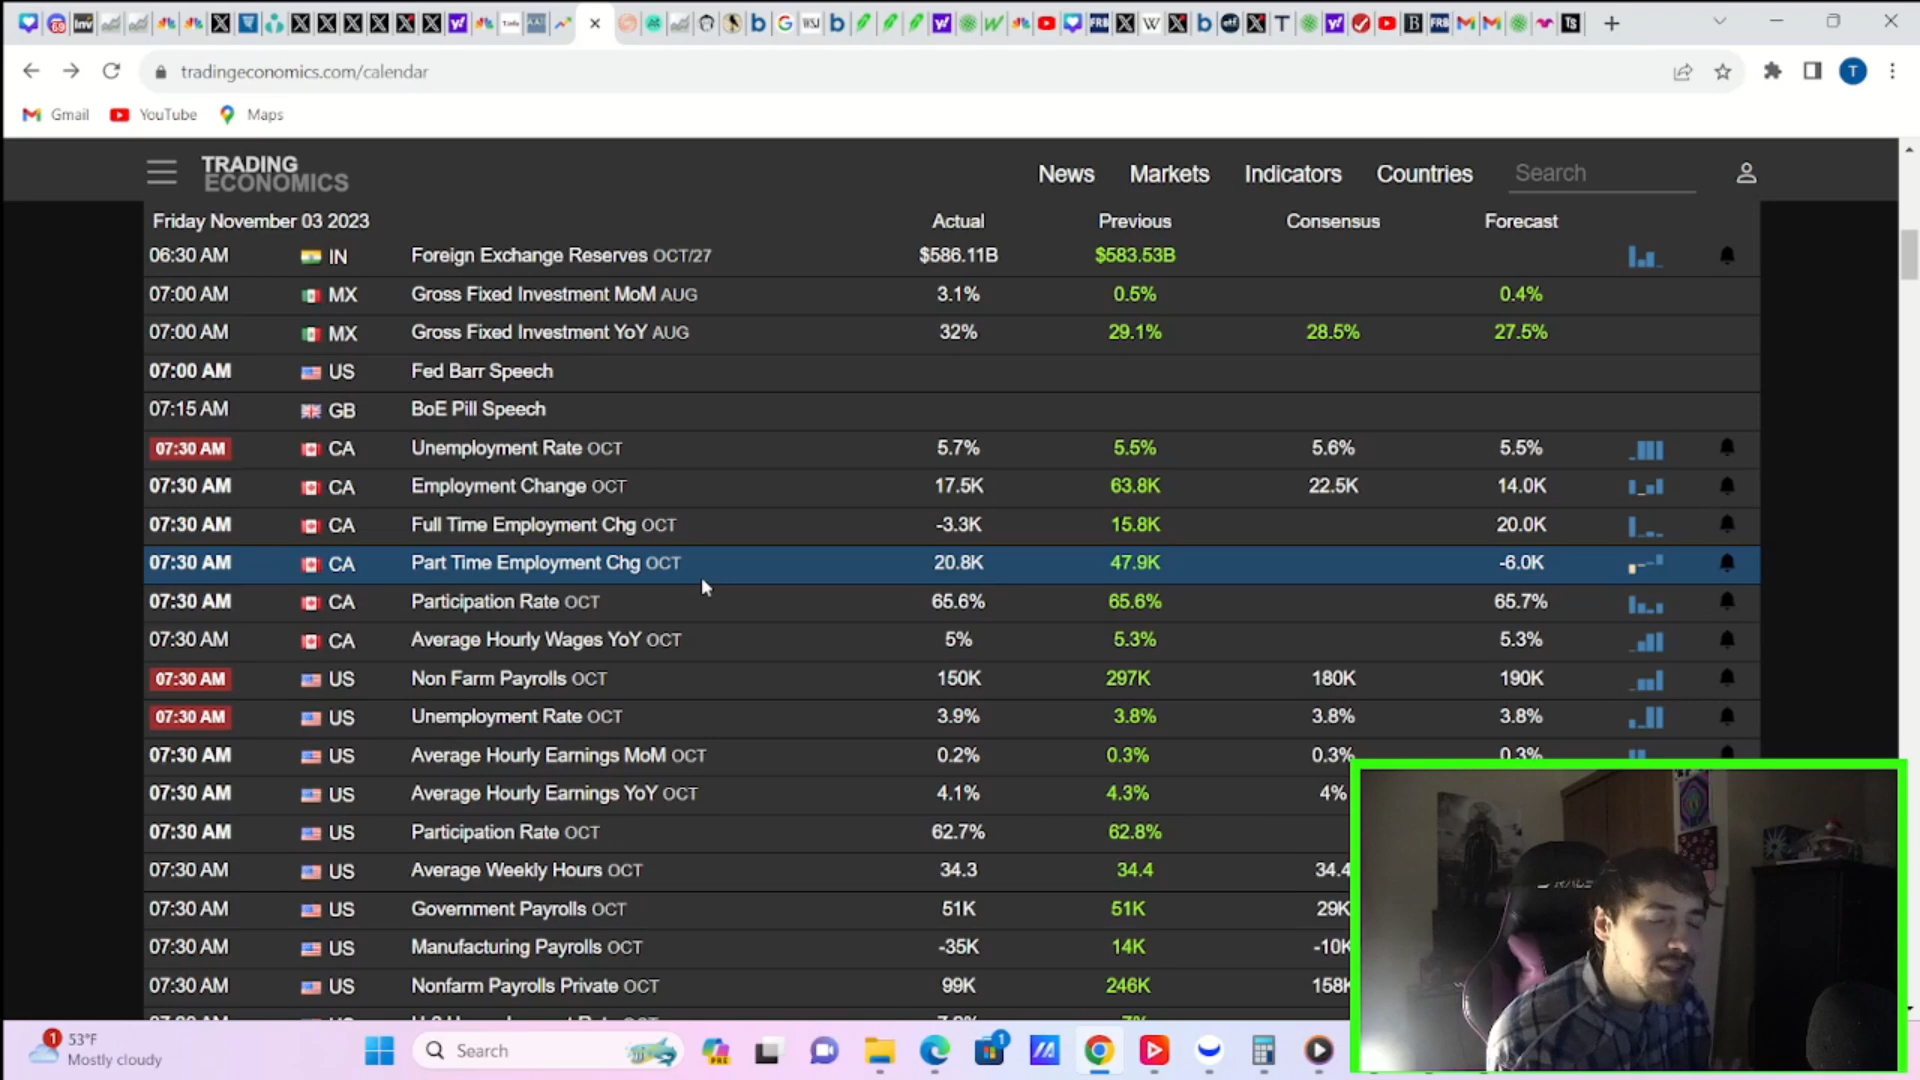 tradingeconomics.com/calendar
Gmail YouTube Maps
TRADING ECONOMICS News Markets Indicators Countries Search
Friday November 03 2023 Actual Previous Consensus Forecast
06:30 AM IN Foreign Exchange Reserves OCT/27 $586.11B $583.53B
07:00 AM MX Gross Fixed Investment MoM AUG 3.1% 0.5% 0.4%
07:00 AM MX Gross Fixed Investment YoY AUG 32% 29.1% 28.5% 27.5%
07:00 AM US Fed Barr Speech
07:15 AM GB BoE Pill Speech
07:30 AM CA Unemployment Rate OCT 5.7% 5.5% 5.6% 5.5%
07:30 AM CA Employment Change OCT 17.5K 63.8K 22.5K 14.0K
07:30 AM CA Full Time Employment Chg OCT -3.3K 15.8K 20.0K
07:30 AM CA Part Time Employment Chg OCT 20.8K 47.9K -6.0K
07:30 AM CA Participation Rate OCT 65.6% 65.6% 65.7%
07:30 AM CA Average Hourly Wages YoY OCT 5% 5.3% 5.3%
07:30 AM US Non Farm Payrolls OCT 150K 297K 180K 190K
07:30 AM US Unemployment Rate OCT 3.9% 3.8% 3.8% 3.8%
07:30 AM US Average Hourly Earnings MoM OCT 0.2% 0.3% 0.3% 0.3%
07:30 AM US Average Hourly Earnings YoY OCT 4.1% 4.3% 4%
07:30 AM US Participation Rate OCT 62.7% 62.8%
07:30 AM US Average Weekly Hours OCT 34.3 34.4 34.4
07:30 AM US Government Payrolls OCT 51K 51K 29K
07:30 AM US Manufacturing Payrolls OCT -35K 14K -10K
07:30 AM US Nonfarm Payrolls Private OCT 99K 246K 158K
1 53°F
Mostly cloudy
Search